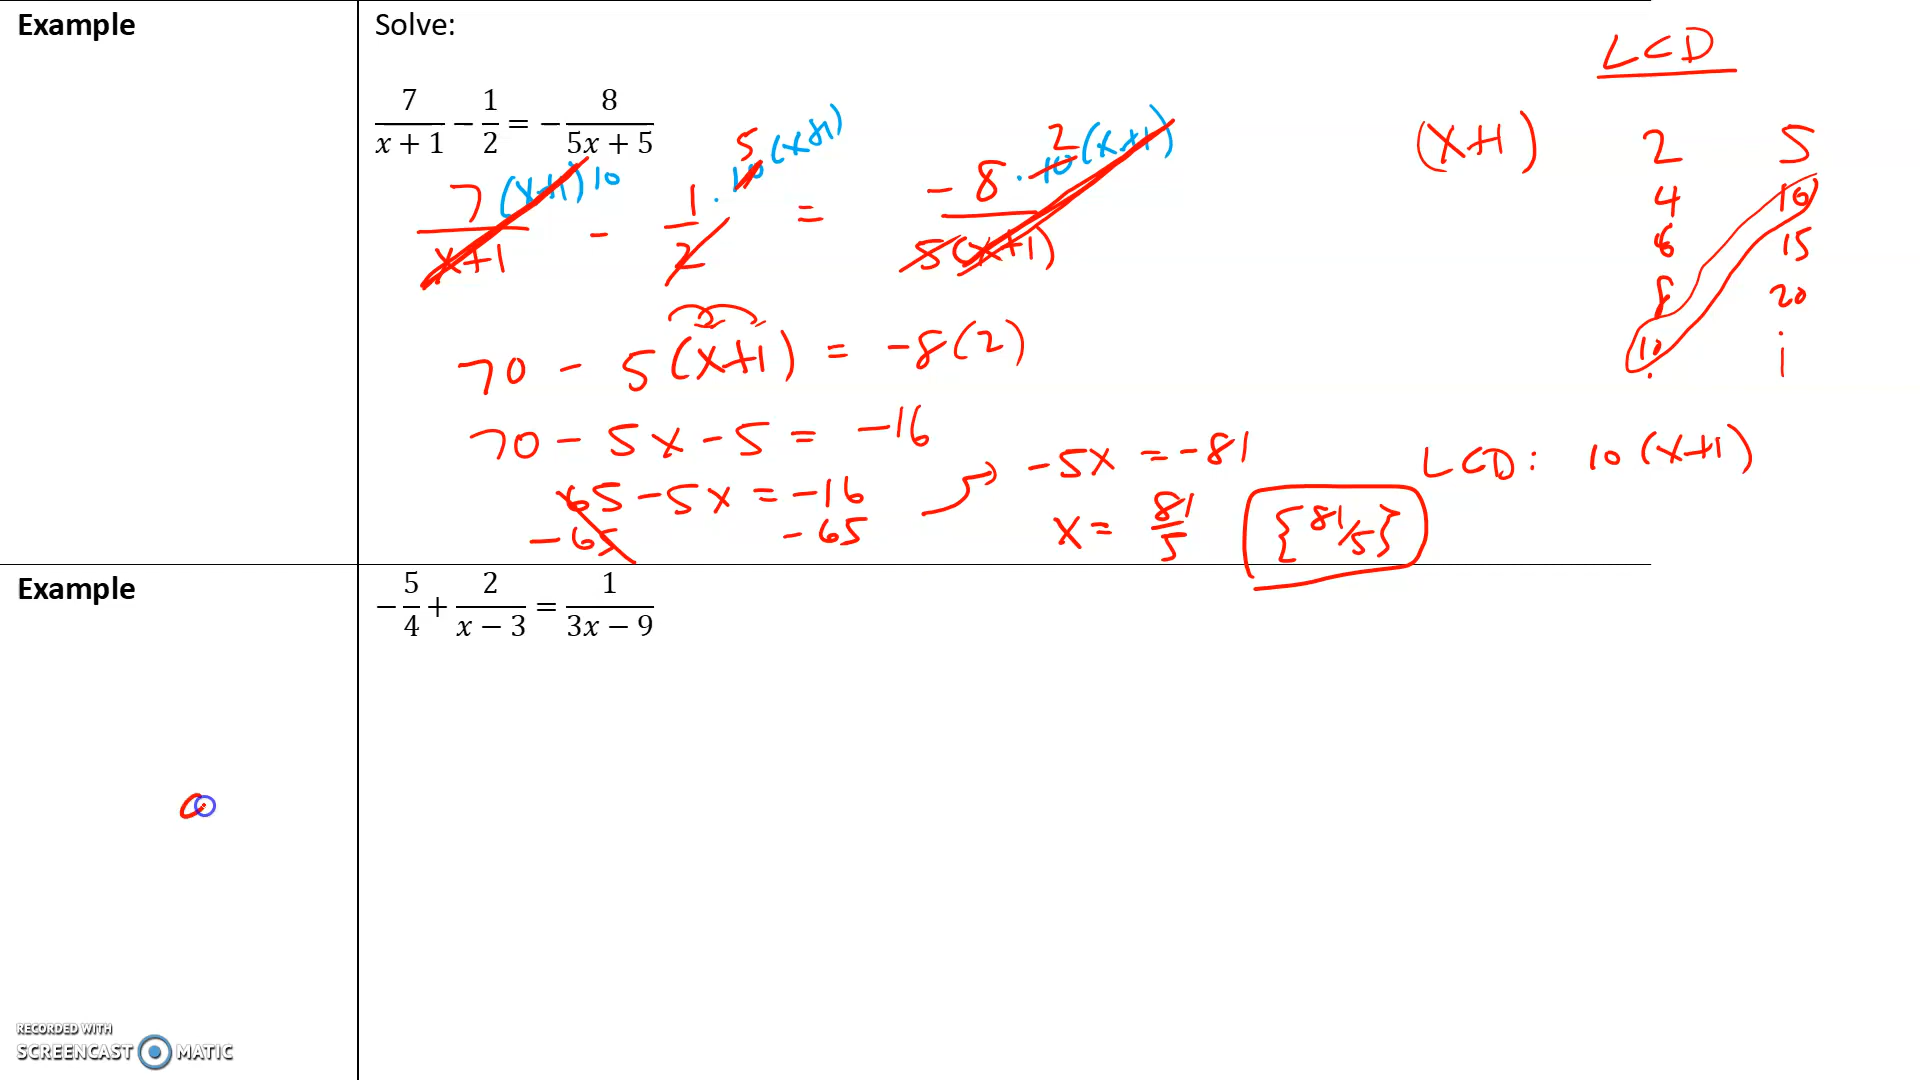 Example
Solve:
LCD
7/(x + 1) − 1/2 = − 8/(5x + 5)
(x+1) 2 5
4 10
6 15
8 20
10
7(x+1)10/(x+1) − 1/2 · 10 5 (x+1) = −8 · 10 2 (x+1)/5(x+1)
70 − 5(x+1) = −8(2)
70 − 5x − 5 = −16
65 − 5x = −16
−65 −65
−5x = −81
x = 81/5
{81/5}
LCD: 10(x+1)
Example
− 5/4 + 2/(x − 3) = 1/(3x − 9)
RECORDED WITH
SCREENCAST MATIC